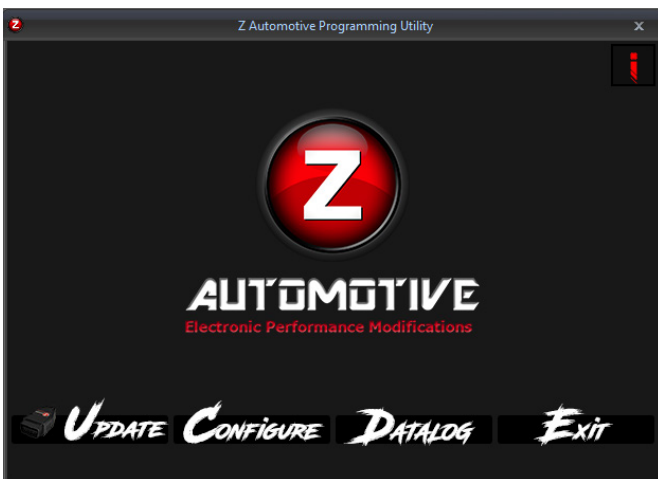 Z
Z Automotive Programming Utility
X
i
Z
AUTOMOTIVE
Electronic Performance Modifications
UPDATE CONFIGURE DATALOG EXIT